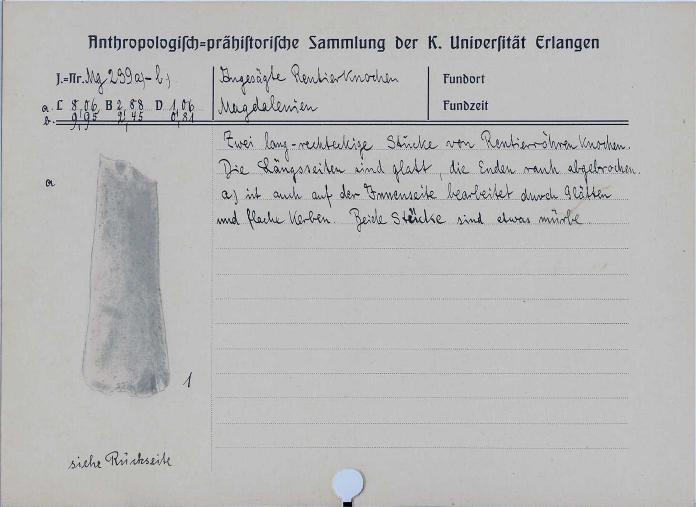 Anthropologisch=prähistorische Sammlung der K. Universität Erlangen
J.=Nr. Mg 299a)-b) Angesägte Rentierknochen Fundort
a. L 8,06 B 2,88 D 1,06 Magdalenien Fundzeit
b. 9,95 2,45 0,81
Zwei lang-rechteckige Stücke von Rentierröhrenknochen.
Die Längsseiten sind glatt, die Enden rauh abgebrochen.
a) ist auch auf der Innenseite bearbeitet durch Glätten
und flache Kerben. Beide Stücke sind etwas mürbe
a
1
siehe Rückseite